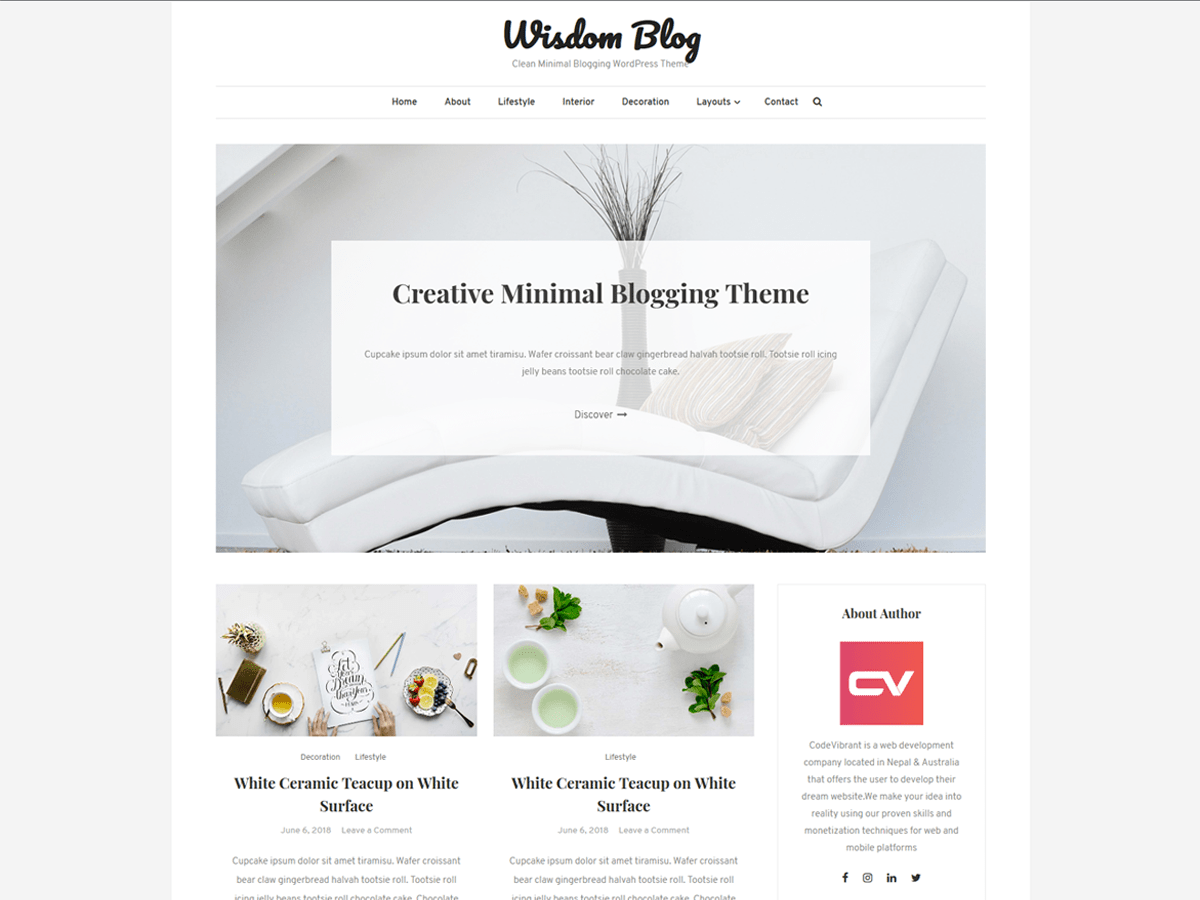 Wisdom Blog
Clean Minimal Blogging WordPress Theme
Home About Lifestyle Interior Decoration Layouts Contact
Creative Minimal Blogging Theme
Cupcake ipsum dolor sit amet tiramisu. Wafer croissant bear claw gingerbread halvah tootsie roll. Tootsie roll icing
jelly beans tootsie roll chocolate cake.
Discover
Let
Your
Dream
Decoration Lifestyle
White Ceramic Teacup on White
Surface
June 6, 2018 Leave a Comment
Cupcake ipsum dolor sit amet tiramisu. Wafer croissant
bear claw gingerbread halvah tootsie roll. Tootsie roll
icing jelly beans tootsie roll chocolate cake. Chocolate
Lifestyle
White Ceramic Teacup on White
Surface
June 6, 2018 Leave a Comment
Cupcake ipsum dolor sit amet tiramisu. Wafer croissant
bear claw gingerbread halvah tootsie roll. Tootsie roll
icing jelly beans tootsie roll chocolate cake. Chocolate
About Author
CV
CodeVibrant is a web development
company located in Nepal & Australia
that offers the user to develop their
dream website.We make your idea into
reality using our proven skills and
monetization techniques for web and
mobile platforms